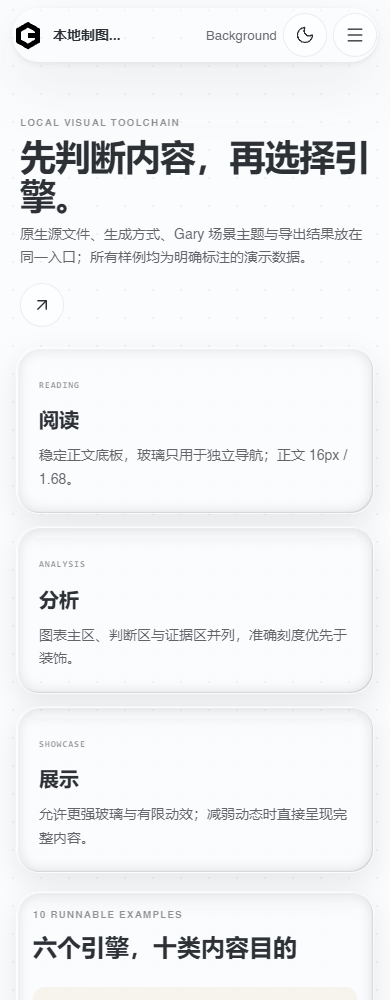 本地制图...
Background
LOCAL VISUAL TOOLCHAIN
先判断内容，再选择引
擎。
原生源文件、生成方式、Gary 场景主题与导出结果放在
同一入口；所有样例均为明确标注的演示数据。
READING
阅读
稳定正文底板，玻璃只用于独立导航；正文 16px /
1.68。
ANALYSIS
分析
图表主区、判断区与证据区并列，准确刻度优先于
装饰。
SHOWCASE
展示
允许更强玻璃与有限动效；减弱动态时直接呈现完
整内容。
10 RUNNABLE EXAMPLES
六个引擎，十类内容目的